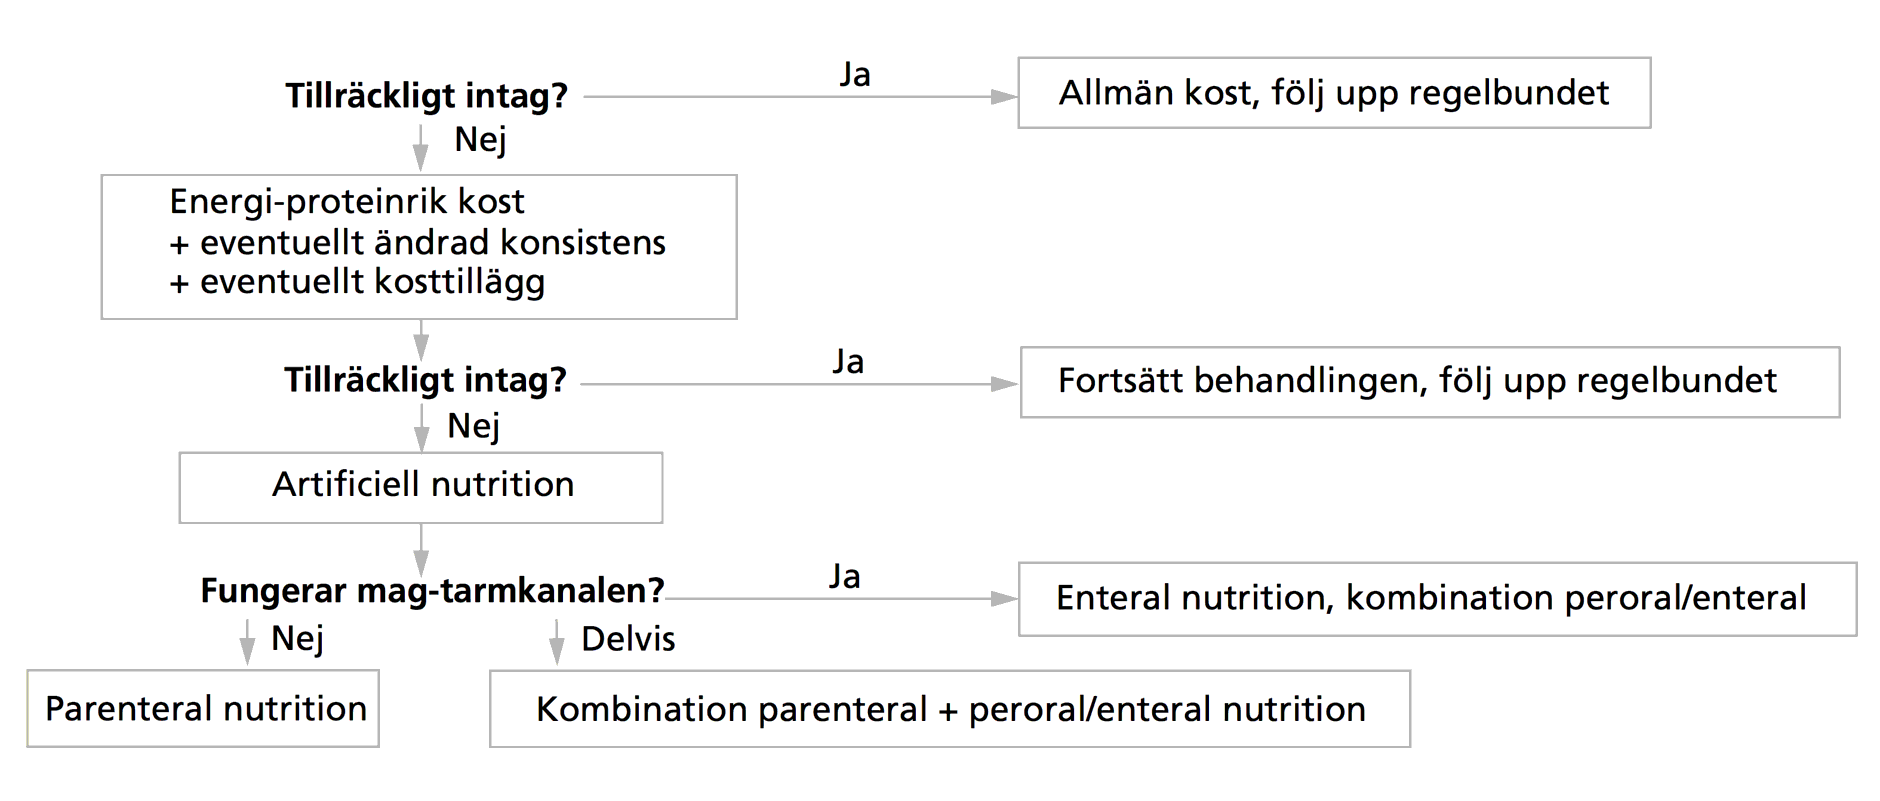 Tillräckligt intag?
Ja
Allmän kost, följ upp regelbundet
Nej
Energi-proteinrik kost
+ eventuellt ändrad konsistens
+ eventuellt kosttillägg
Tillräckligt intag?
Ja
Fortsätt behandlingen, följ upp regelbundet
Nej
Artificiell nutrition
Fungerar mag-tarmkanalen?
Ja
Enteral nutrition, kombination peroral/enteral
Nej
Delvis
Parenteral nutrition
Kombination parenteral + peroral/enteral nutrition